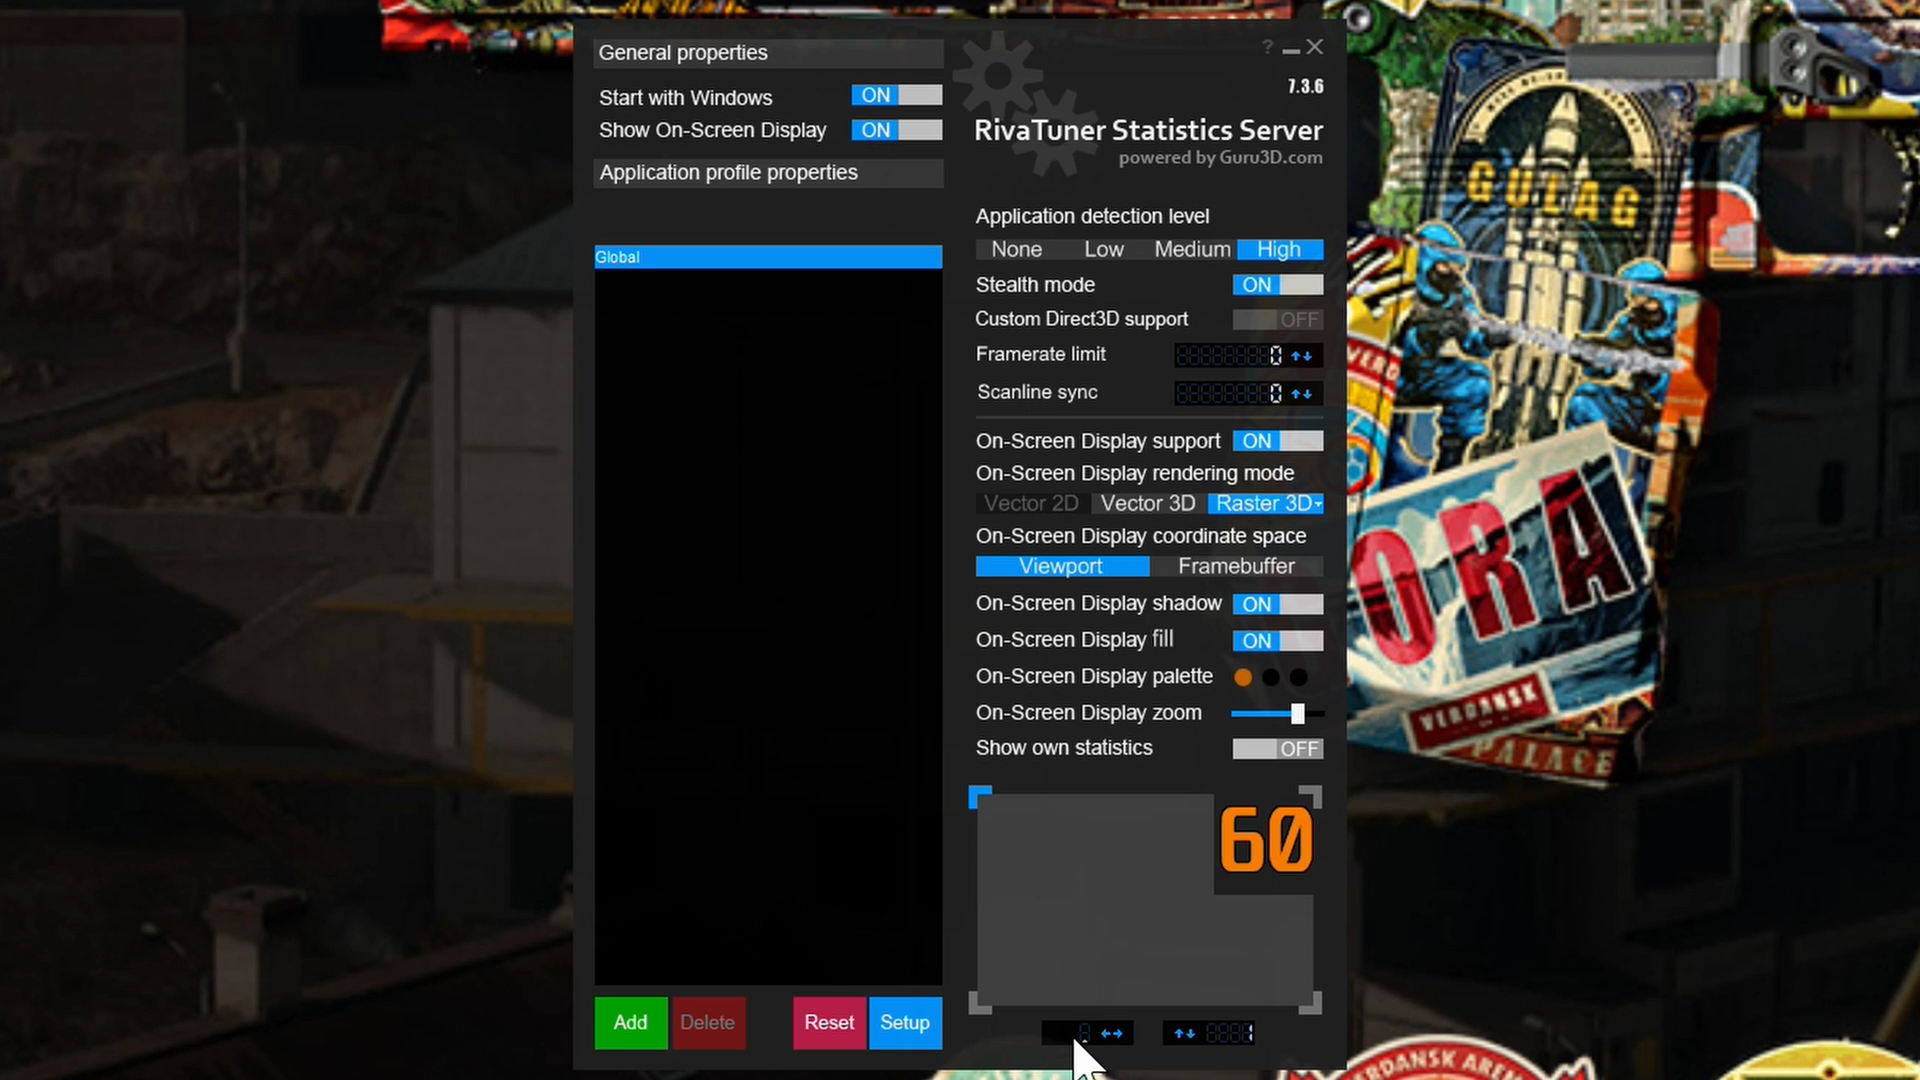 General properties
Start with Windows ON
Show On-Screen Display ON
Application profile properties
Global
Add Delete Reset Setup
?
7.3.6
RivaTuner Statistics Server
powered by Guru3D.com
Application detection level
None Low Medium High
Stealth mode ON
Custom Direct3D support OFF
Framerate limit
Scanline sync
On-Screen Display support ON
On-Screen Display rendering mode
Vector 2D Vector 3D Raster 3D
On-Screen Display coordinate space
Viewport Framebuffer
On-Screen Display shadow ON
On-Screen Display fill ON
On-Screen Display palette
On-Screen Display zoom
Show own statistics OFF
60
GULAG
ORA
VERDANSK
PALACE
VERDANSK